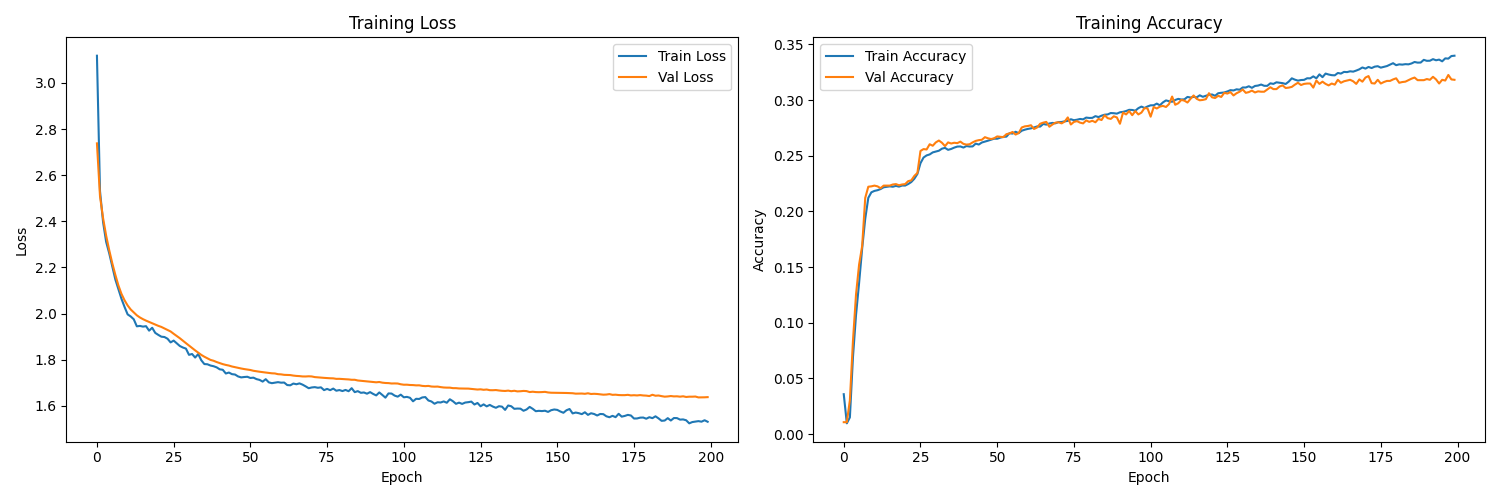 Training Loss
Train Loss
Val Loss
3.0
2.8
2.6
2.4
2.2
2.0
1.8
1.6
Loss
0 25 50 75 100 125 150 175 200
Epoch
Training Accuracy
Train Accuracy
Val Accuracy
0.35
0.30
0.25
0.20
0.15
0.10
0.05
0.00
Accuracy
0 25 50 75 100 125 150 175 200
Epoch